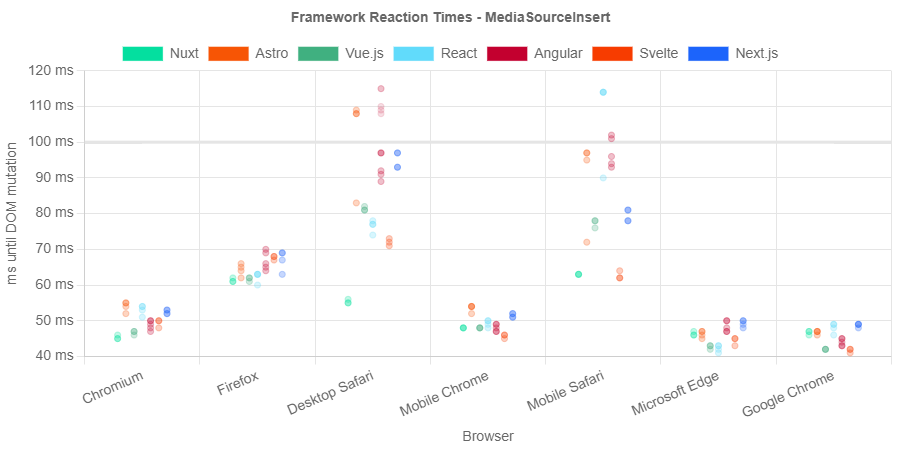 Framework Reaction Times - MediaSourceInsert
Nuxt Astro Vue.js React Angular Svelte Next.js
120 ms
110 ms
100 ms
90 ms
80 ms
70 ms
60 ms
50 ms
40 ms
ms until DOM mutation
Chromium
Firefox
Desktop Safari
Mobile Chrome
Mobile Safari
Microsoft Edge
Google Chrome
Browser